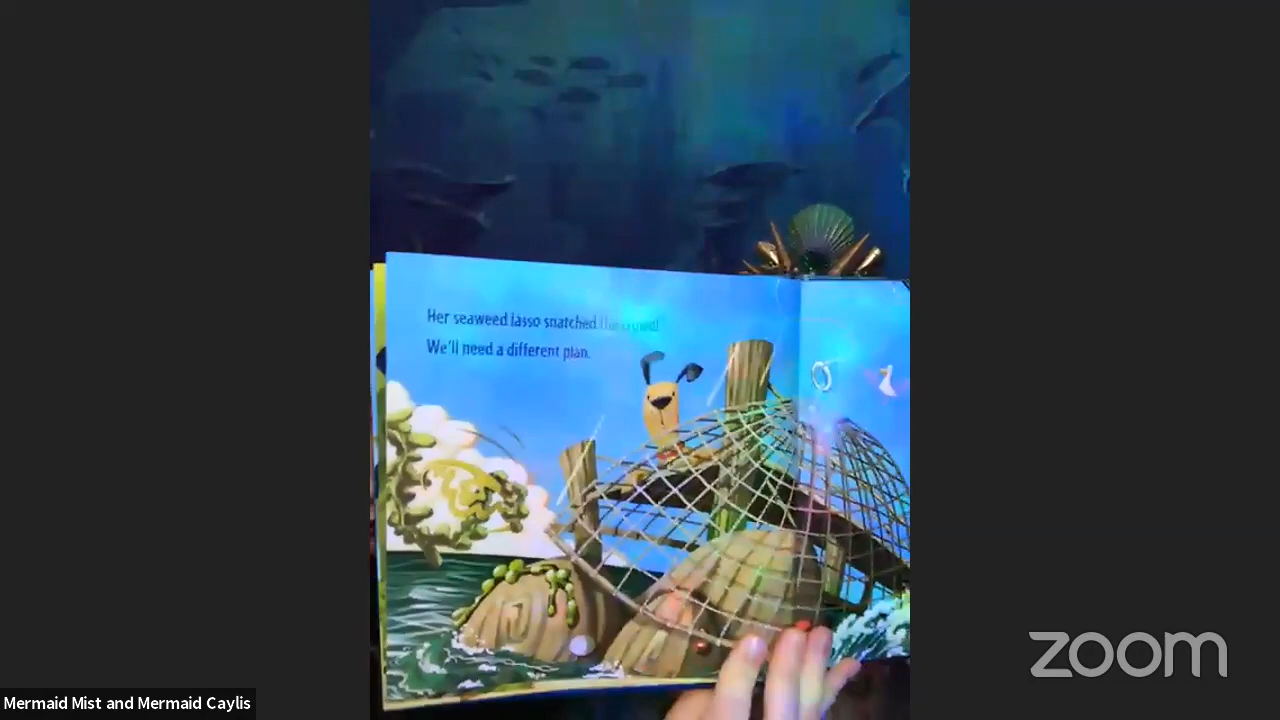 Her seaweed lasso snatched
We'll need a different plan.
zoom
Mermaid Mist and Mermaid Caylis